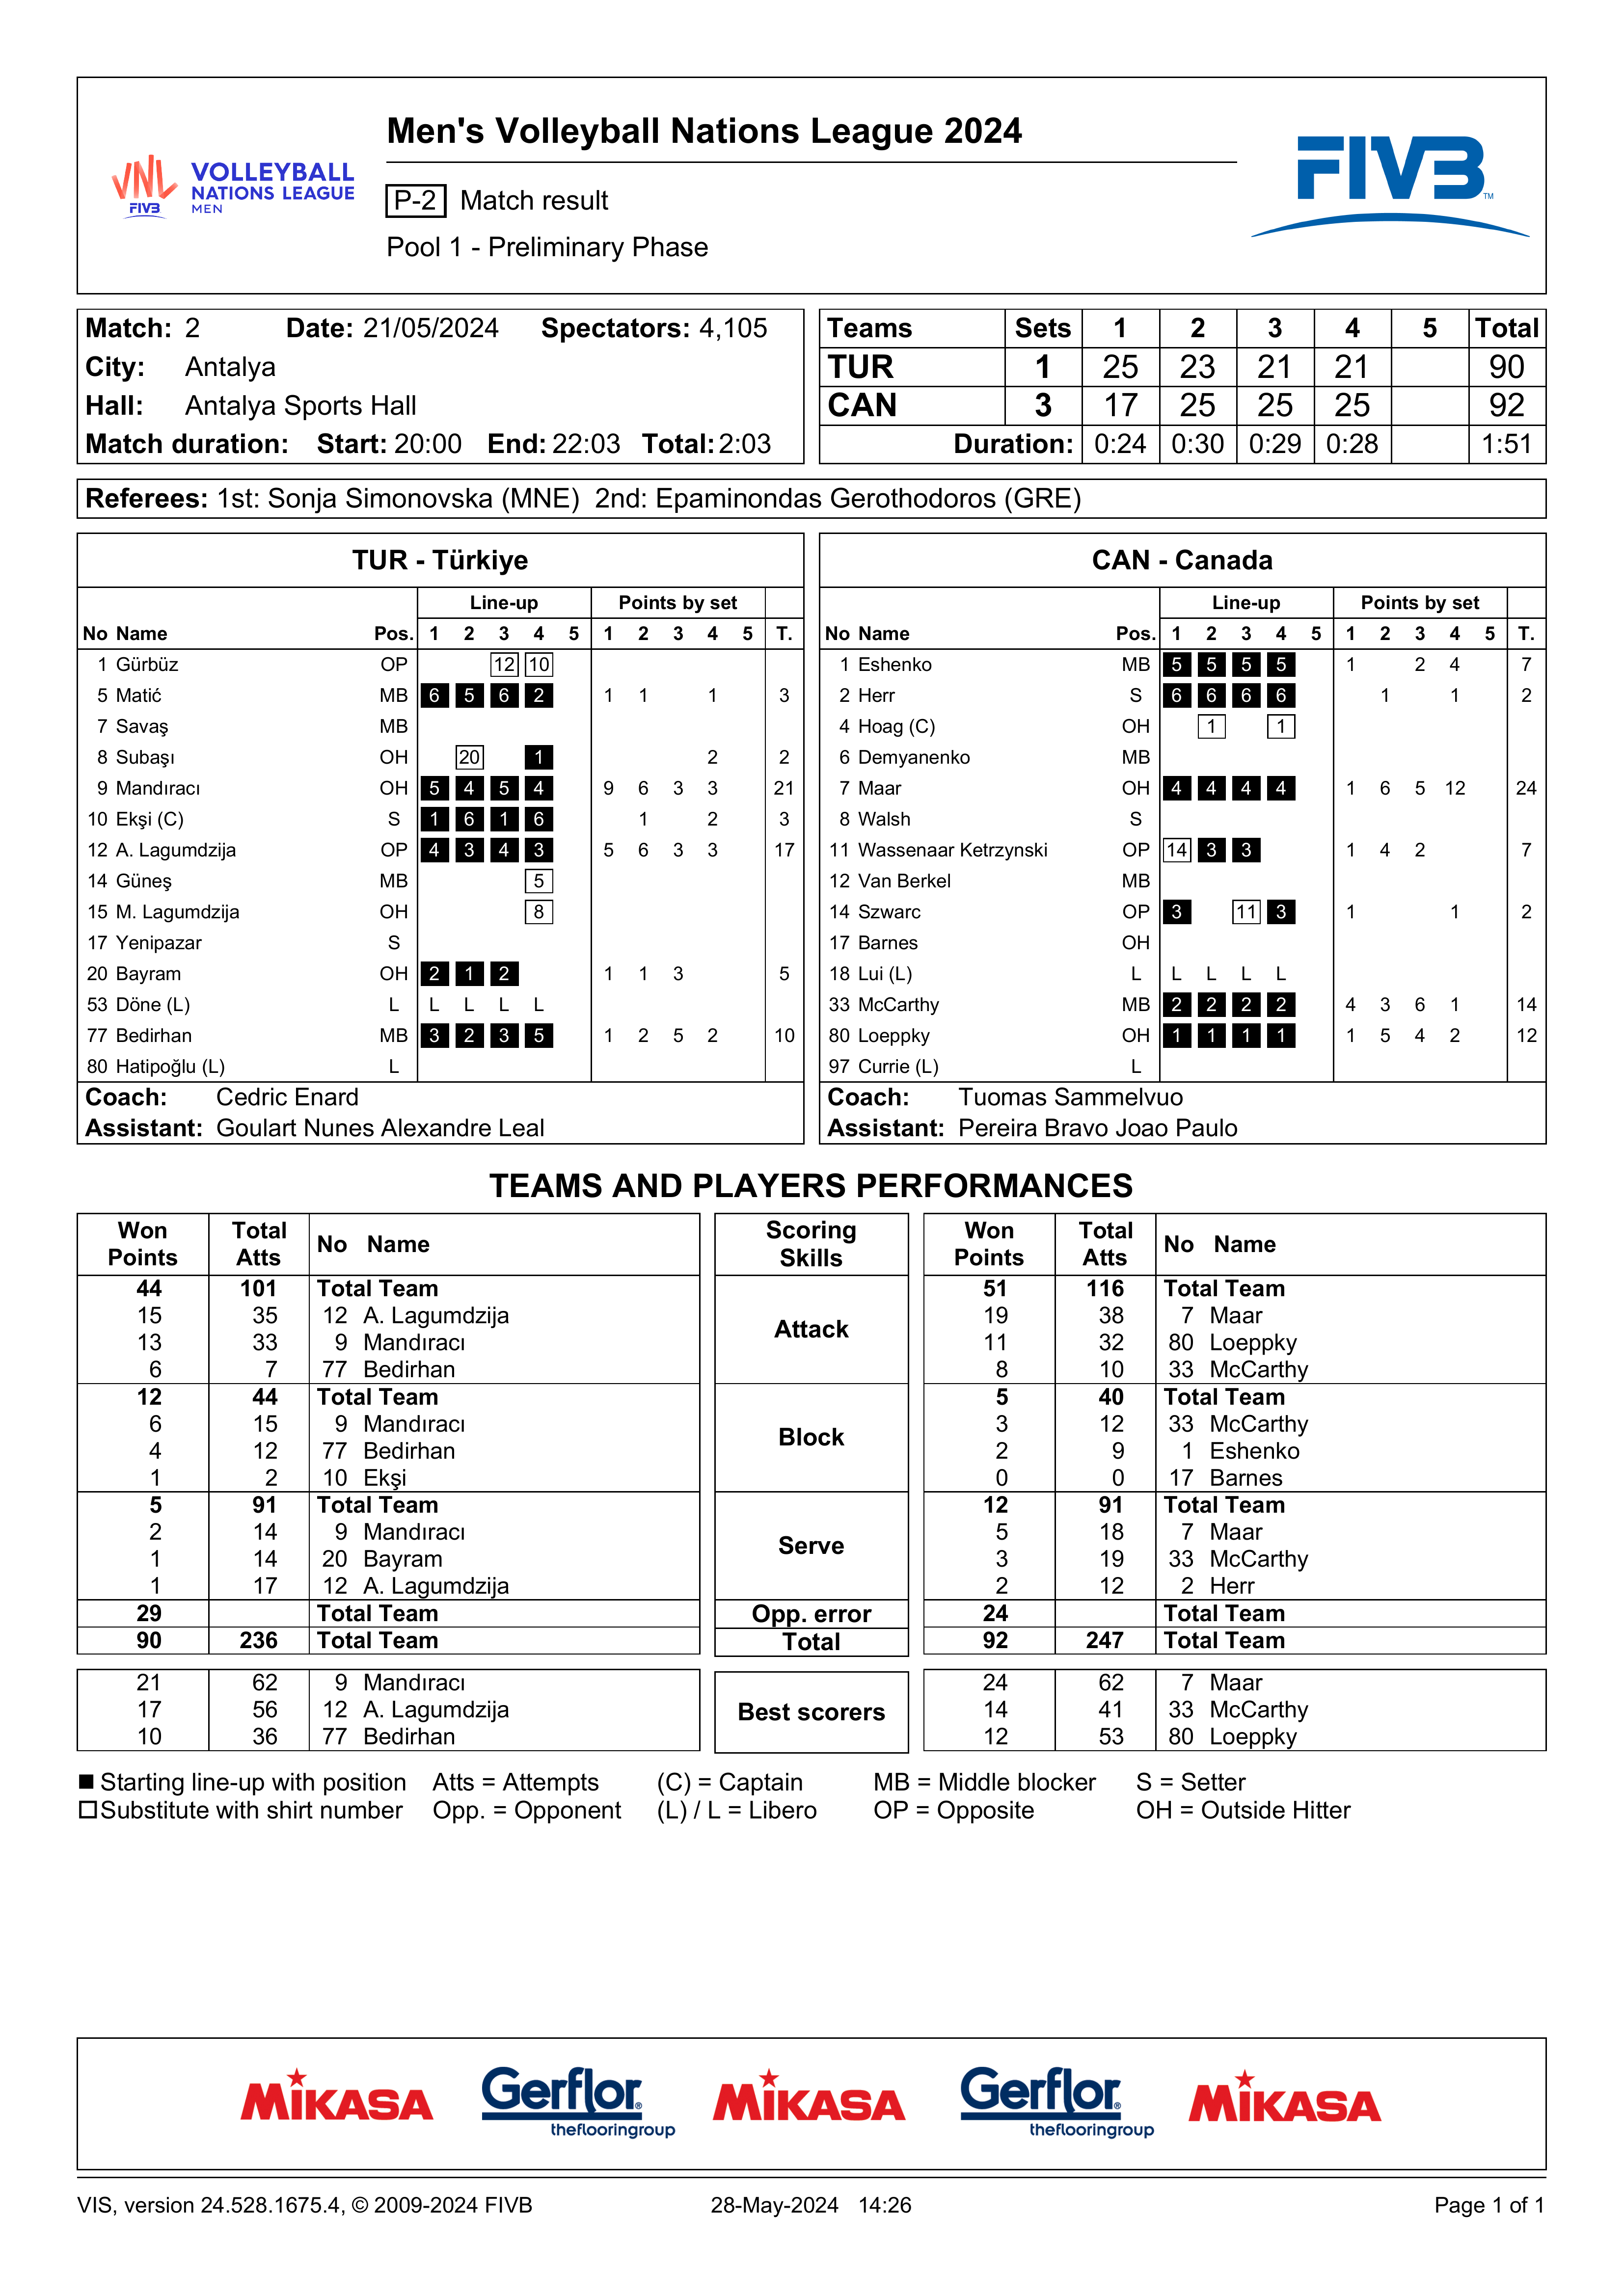 Men's Volleyball Nations League 2024
VNL FIVB VOLLEYBALL NATIONS LEAGUE MEN
P-2 Match result
Pool 1 - Preliminary Phase
FIVB TM
Match: 2 Date: 21/05/2024 Spectators: 4,105
City: Antalya
Hall: Antalya Sports Hall
Match duration: Start: 20:00 End: 22:03 Total: 2:03
Teams Sets 1 2 3 4 5 Total
TUR 1 25 23 21 21 90
CAN 3 17 25 25 25 92
Duration: 0:24 0:30 0:29 0:28 1:51
Referees: 1st: Sonja Simonovska (MNE) 2nd: Epaminondas Gerothodoros (GRE)
TUR - Türkiye
Line-up Points by set
No Name Pos. 1 2 3 4 5 1 2 3 4 5 T.
1 Gürbüz OP 12 10
5 Matić MB 6 5 6 2 1 1 1 3
7 Savaş MB
8 Subaşı OH 20 1 2 2
9 Mandıracı OH 5 4 5 4 9 6 3 3 21
10 Ekşi (C) S 1 6 1 6 1 2 3
12 A. Lagumdzija OP 4 3 4 3 5 6 3 3 17
14 Güneş MB 5
15 M. Lagumdzija OH 8
17 Yenipazar S
20 Bayram OH 2 1 2 1 1 3 5
53 Döne (L) L L L L L
77 Bedirhan MB 3 2 3 5 1 2 5 2 10
80 Hatipoğlu (L) L
Coach: Cedric Enard
Assistant: Goulart Nunes Alexandre Leal
CAN - Canada
Line-up Points by set
No Name Pos. 1 2 3 4 5 1 2 3 4 5 T.
1 Eshenko MB 5 5 5 5 1 2 4 7
2 Herr S 6 6 6 6 1 1 2
4 Hoag (C) OH 1 1
6 Demyanenko MB
7 Maar OH 4 4 4 4 1 6 5 12 24
8 Walsh S
11 Wassenaar Ketrzynski OP 14 3 3 1 4 2 7
12 Van Berkel MB
14 Szwarc OP 3 11 3 1 1 2
17 Barnes OH
18 Lui (L) L L L L L
33 McCarthy MB 2 2 2 2 4 3 6 1 14
80 Loeppky OH 1 1 1 1 1 5 4 2 12
97 Currie (L) L
Coach: Tuomas Sammelvuo
Assistant: Pereira Bravo Joao Paulo
TEAMS AND PLAYERS PERFORMANCES
Won Points Total Atts No Name Scoring Skills Won Points Total Atts No Name
44 101 Total Team Attack 51 116 Total Team
15 35 12 A. Lagumdzija 19 38 7 Maar
13 33 9 Mandıracı 11 32 80 Loeppky
6 7 77 Bedirhan 8 10 33 McCarthy
12 44 Total Team Block 5 40 Total Team
6 15 9 Mandıracı 3 12 33 McCarthy
4 12 77 Bedirhan 2 9 1 Eshenko
1 2 10 Ekşi 0 0 17 Barnes
5 91 Total Team Serve 12 91 Total Team
2 14 9 Mandıracı 5 18 7 Maar
1 14 20 Bayram 3 19 33 McCarthy
1 17 12 A. Lagumdzija 2 12 2 Herr
29 Total Team Opp. error 24 Total Team
90 236 Total Team Total 92 247 Total Team
21 62 9 Mandıracı Best scorers 24 62 7 Maar
17 56 12 A. Lagumdzija 14 41 33 McCarthy
10 36 77 Bedirhan 12 53 80 Loeppky
Starting line-up with position Atts = Attempts (C) = Captain MB = Middle blocker S = Setter
Substitute with shirt number Opp. = Opponent (L) / L = Libero OP = Opposite OH = Outside Hitter
MIKASA Gerflor® theflooringgroup MIKASA Gerflor® theflooringgroup MIKASA
VIS, version 24.528.1675.4, © 2009-2024 FIVB 28-May-2024 14:26 Page 1 of 1